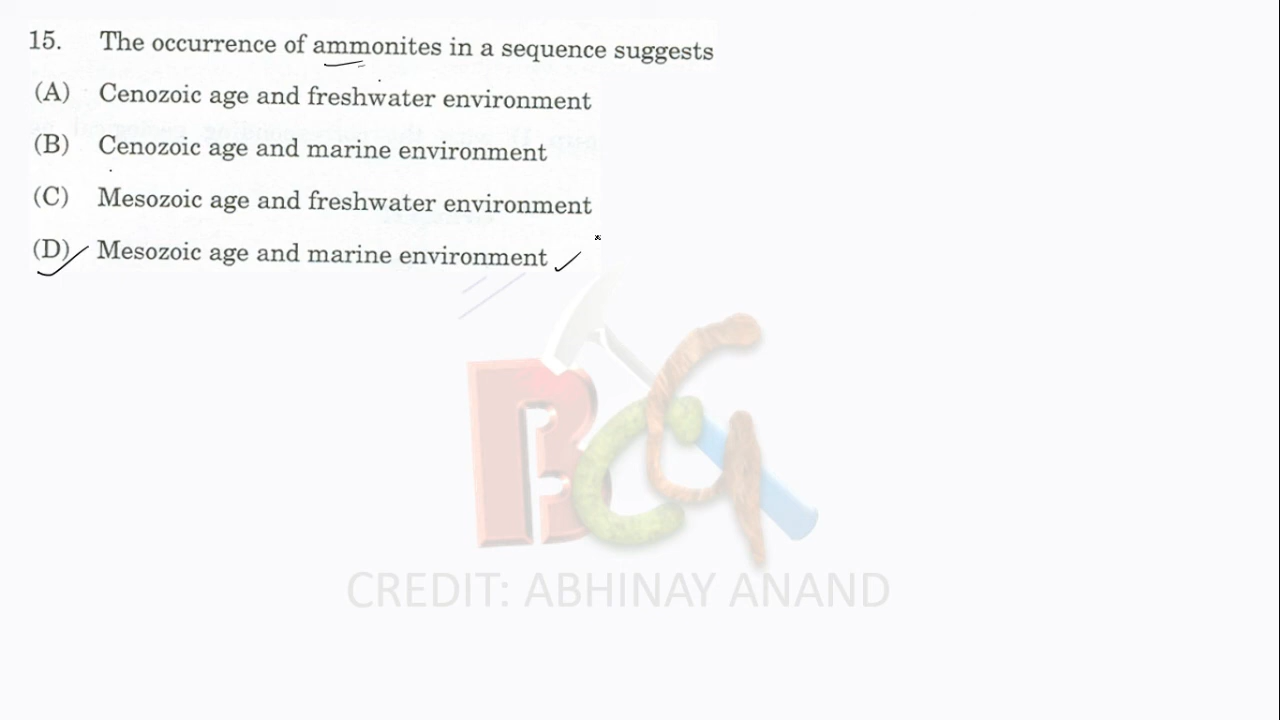 15. The occurrence of ammonites in a sequence suggests
(A) Cenozoic age and freshwater environment
(B) Cenozoic age and marine environment
(C) Mesozoic age and freshwater environment
(D) Mesozoic age and marine environment
BCG
CREDIT: ABHINAY ANAND